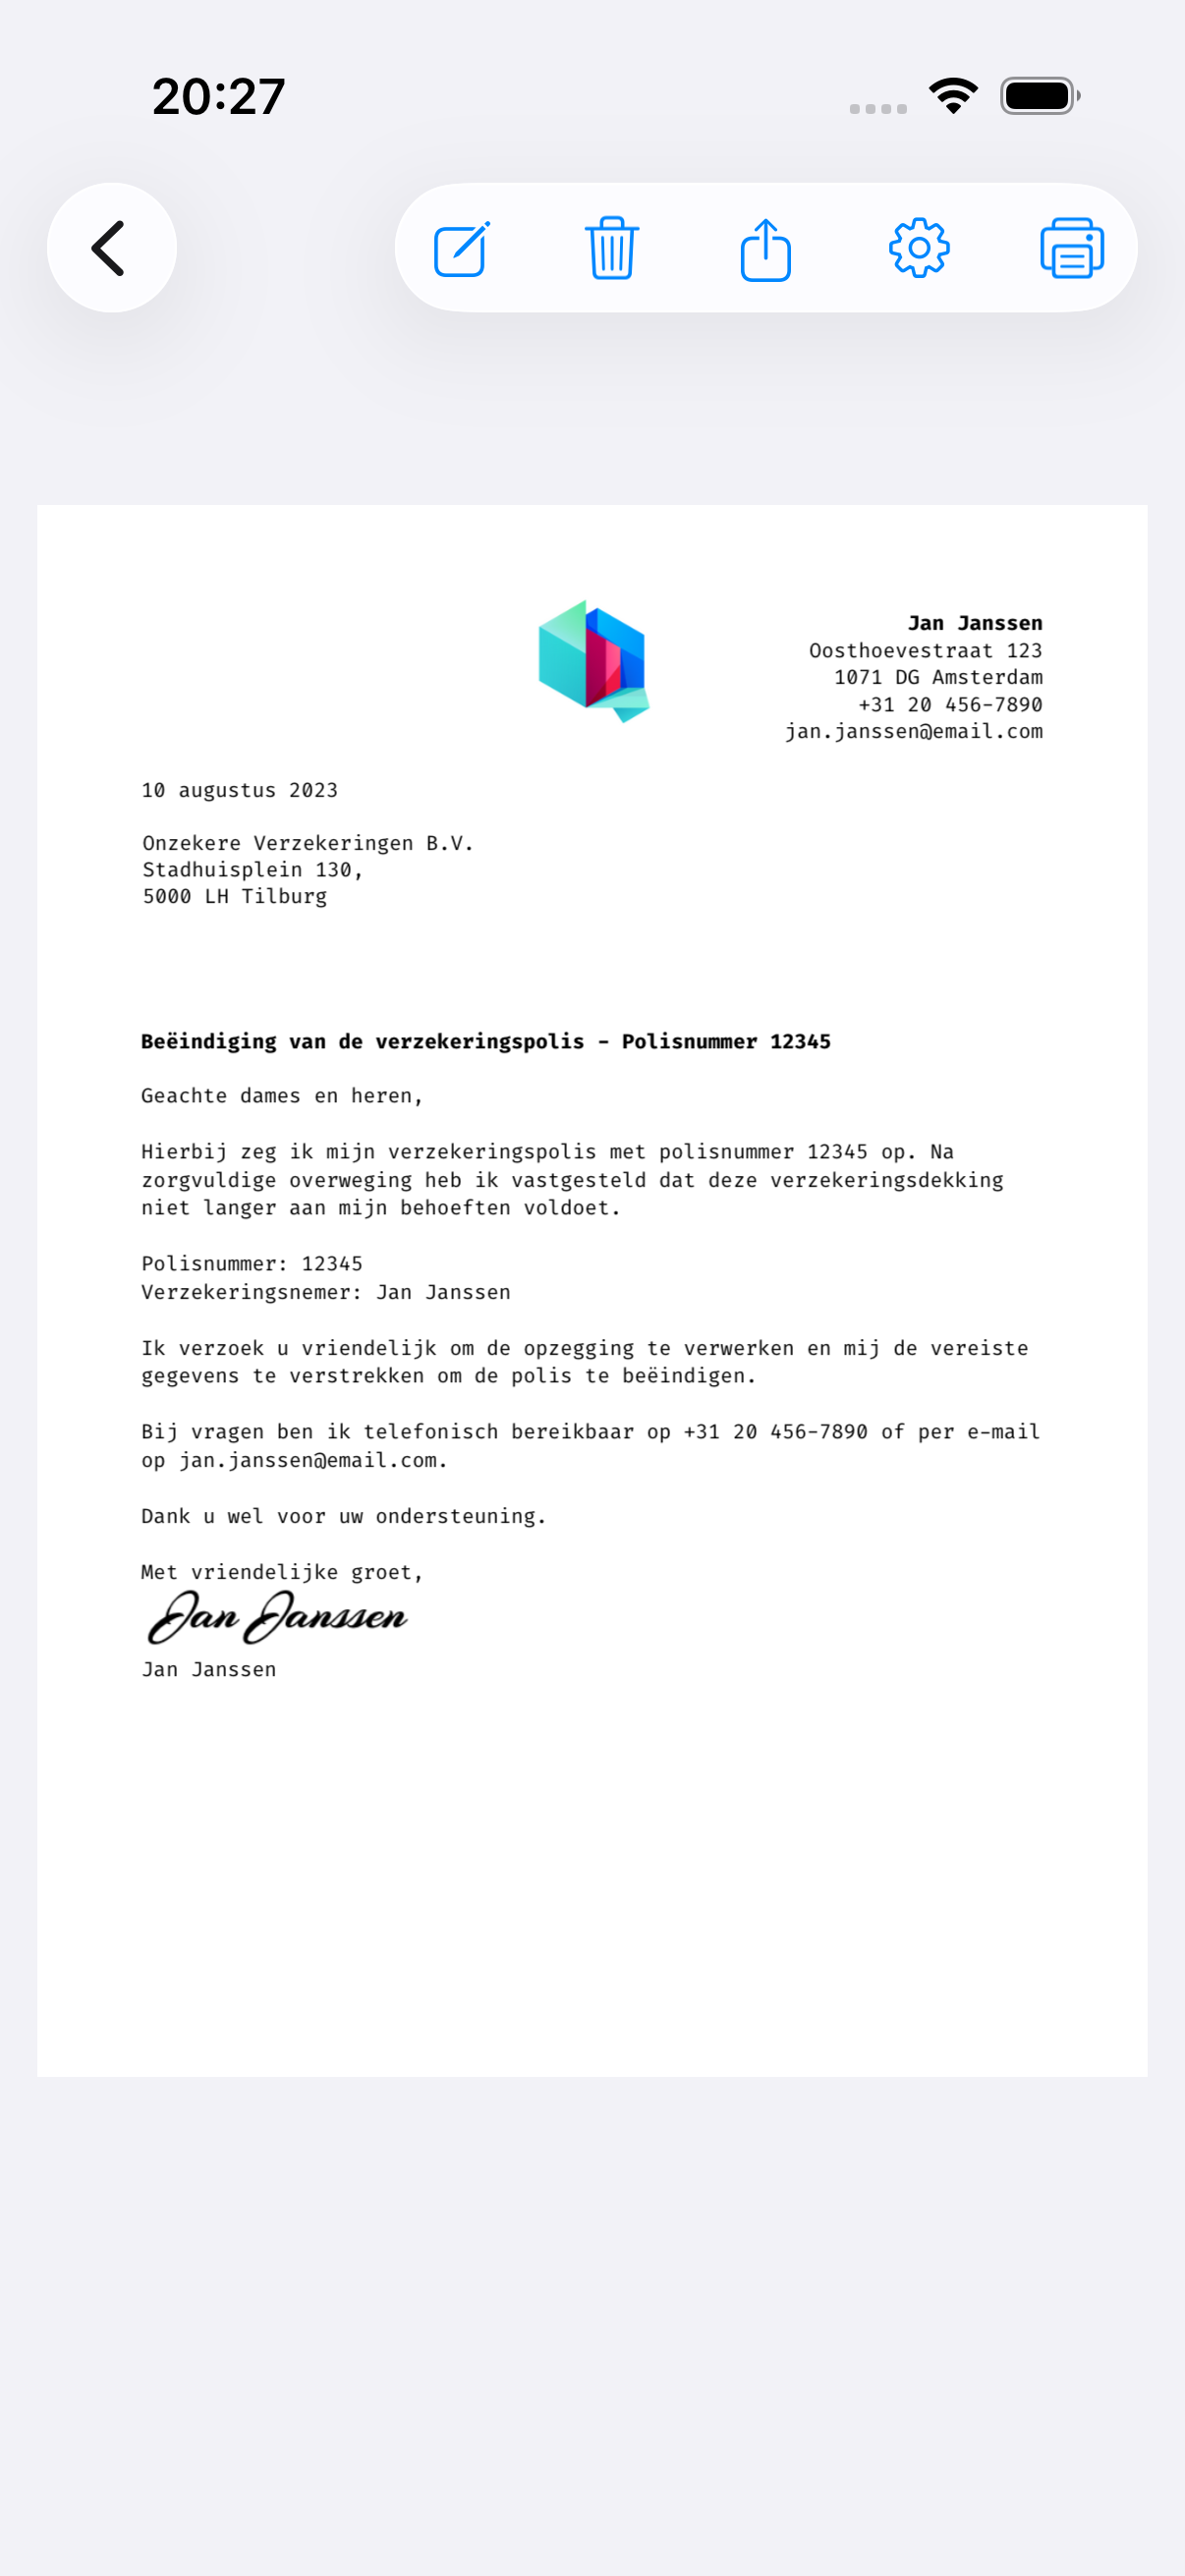 20:27
Jan Janssen
Oosthoevestraat 123
1071 DG Amsterdam
+31 20 456-7890
jan.janssen@email.com
10 augustus 2023
Onzekere Verzekeringen B.V.
Stadhuisplein 130,
5000 LH Tilburg
Beëindiging van de verzekeringspolis - Polisnummer 12345
Geachte dames en heren,
Hierbij zeg ik mijn verzekeringspolis met polisnummer 12345 op. Na
zorgvuldige overweging heb ik vastgesteld dat deze verzekeringsdekking
niet langer aan mijn behoeften voldoet.
Polisnummer: 12345
Verzekeringsnemer: Jan Janssen
Ik verzoek u vriendelijk om de opzegging te verwerken en mij de vereiste
gegevens te verstrekken om de polis te beëindigen.
Bij vragen ben ik telefonisch bereikbaar op +31 20 456-7890 of per e-mail
op jan.janssen@email.com.
Dank u wel voor uw ondersteuning.
Met vriendelijke groet,
Jan Janssen
Jan Janssen